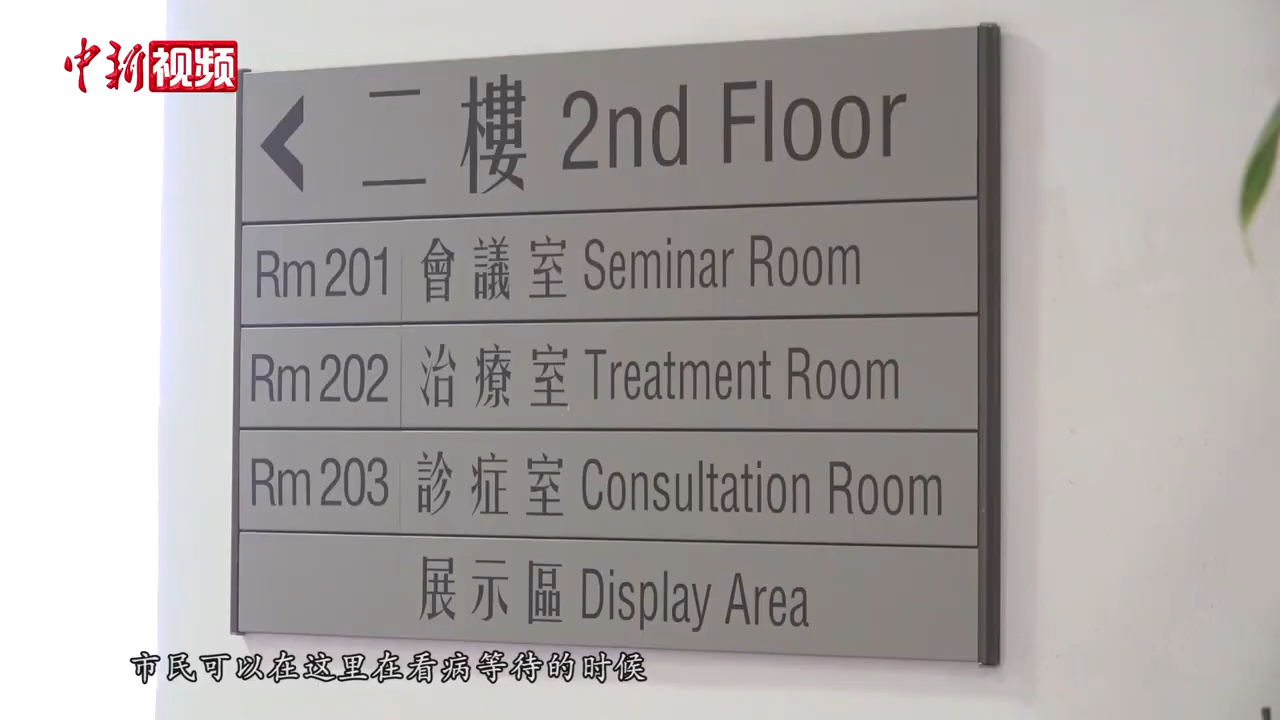 中新视频
二樓 2nd Floor
Rm 201 會議室 Seminar Room
Rm 202 治療室 Treatment Room
Rm 203 診症室 Consultation Room
展示區 Display Area
市民可以在这里在看病等待的时候